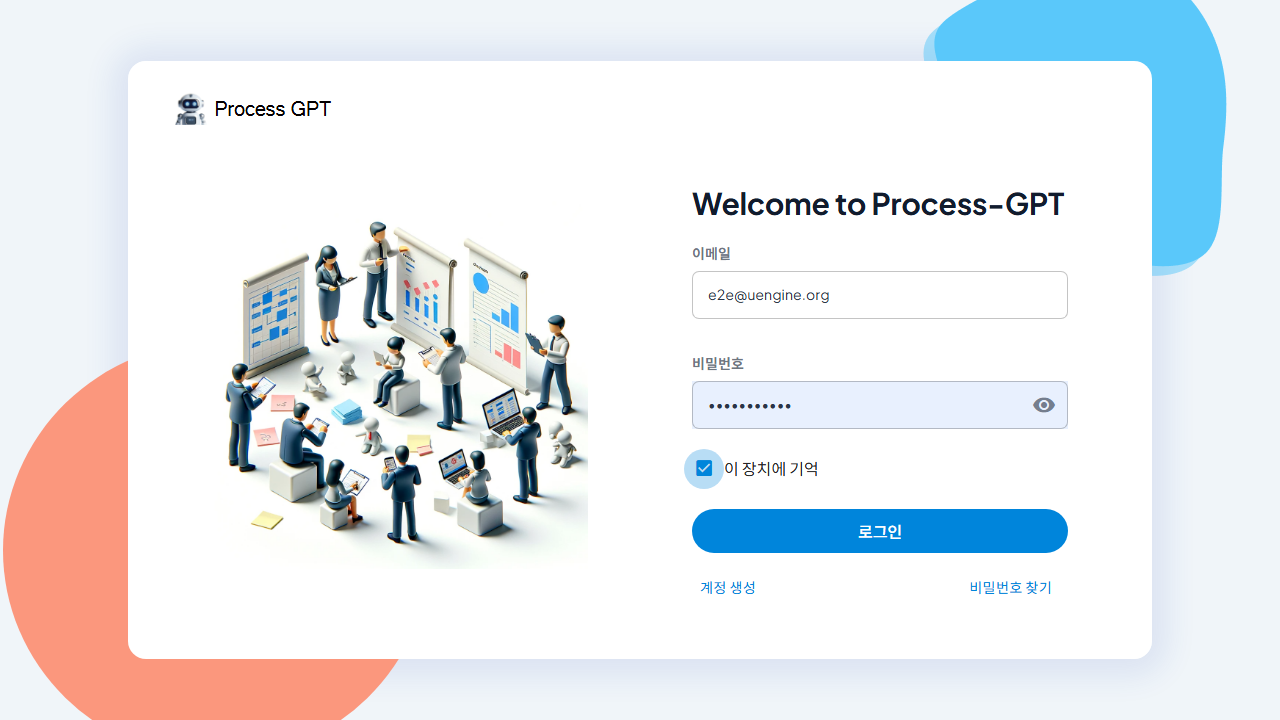 Process GPT
Welcome to Process-GPT
이메일
e2e@uengine.org
비밀번호
•••••••••••
이 장치에 기억
로그인
계정 생성
비밀번호 찾기